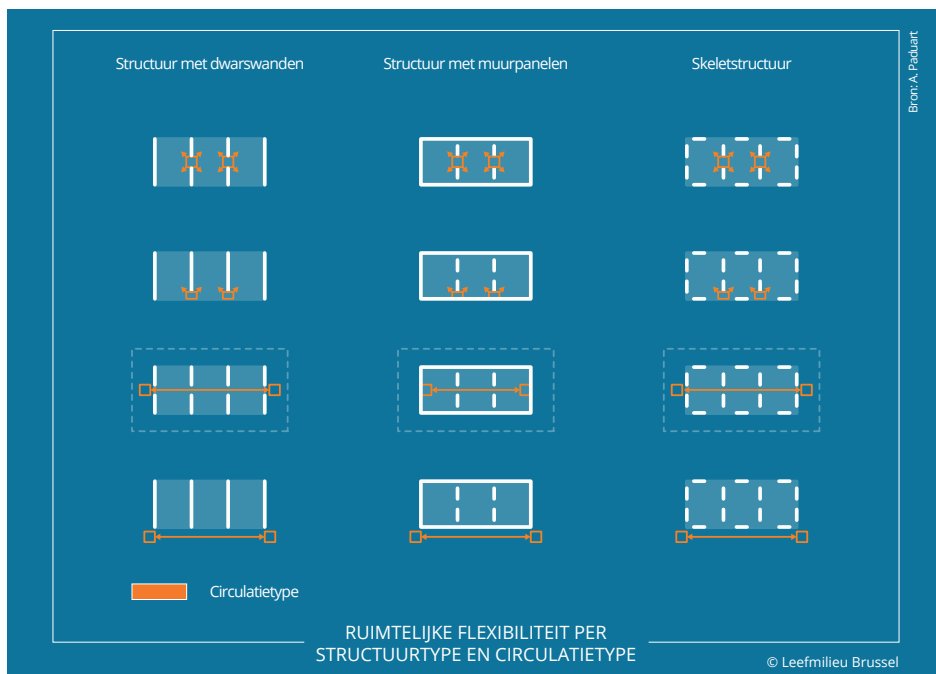 Structuur met dwarswanden
Structuur met muurpanelen
Skeletstructuur
Bron: A. Paduart
Circulatietype
RUIMTELIJKE FLEXIBILITEIT PER
STRUCTUURTYPE EN CIRCULATIETYPE
© Leefmilieu Brussel